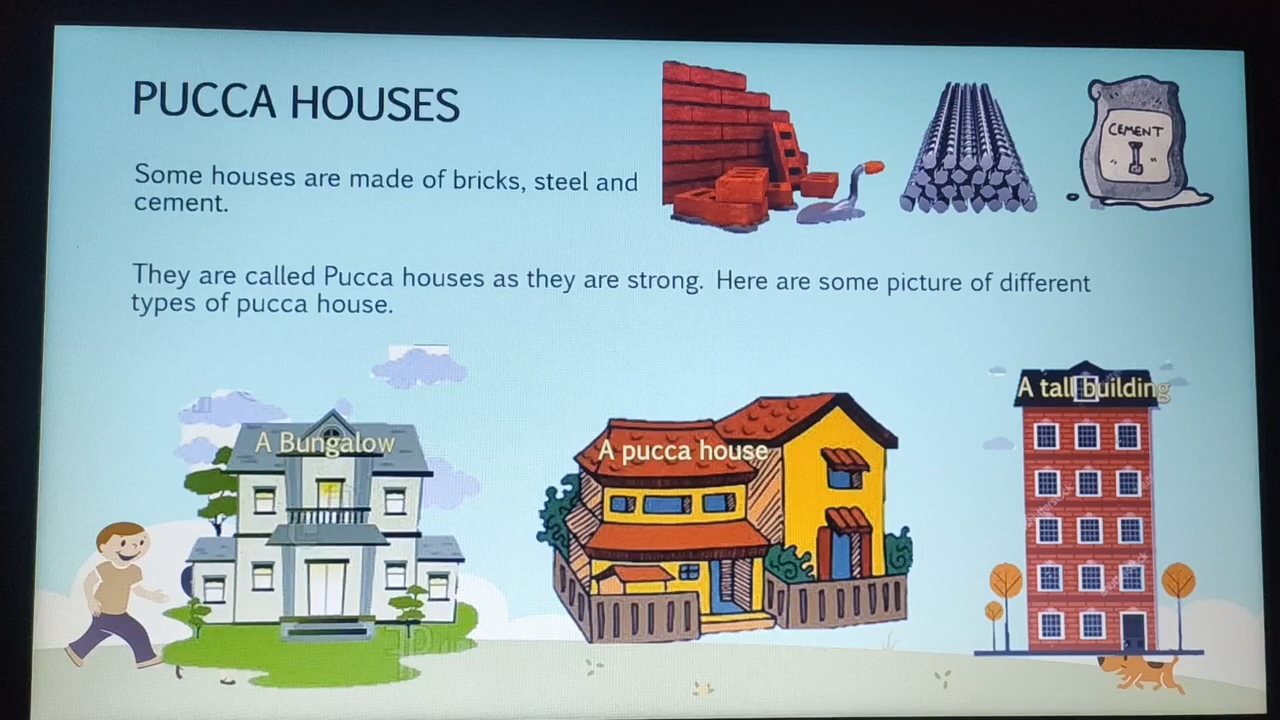 PUCCA HOUSES
CEMENT
Some houses are made of bricks, steel and
cement.
They are called Pucca houses as they are strong. Here are some picture of different
types of pucca house.
A Bungalow
A pucca house
A tall building